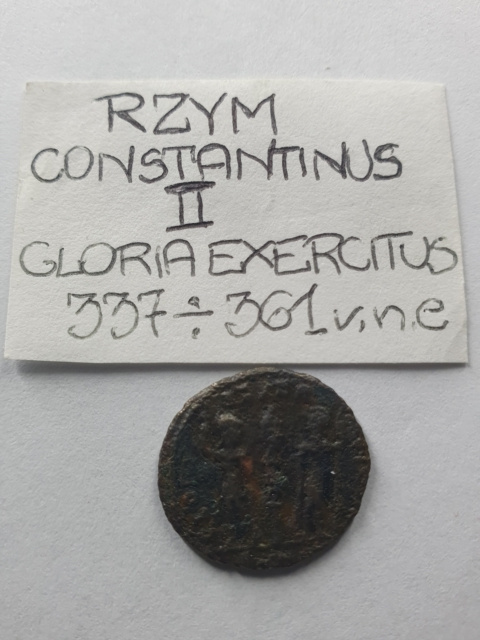 RZYM
CONSTANTINUS
II
GLORIA EXERCITUS
337÷361 v.n.e